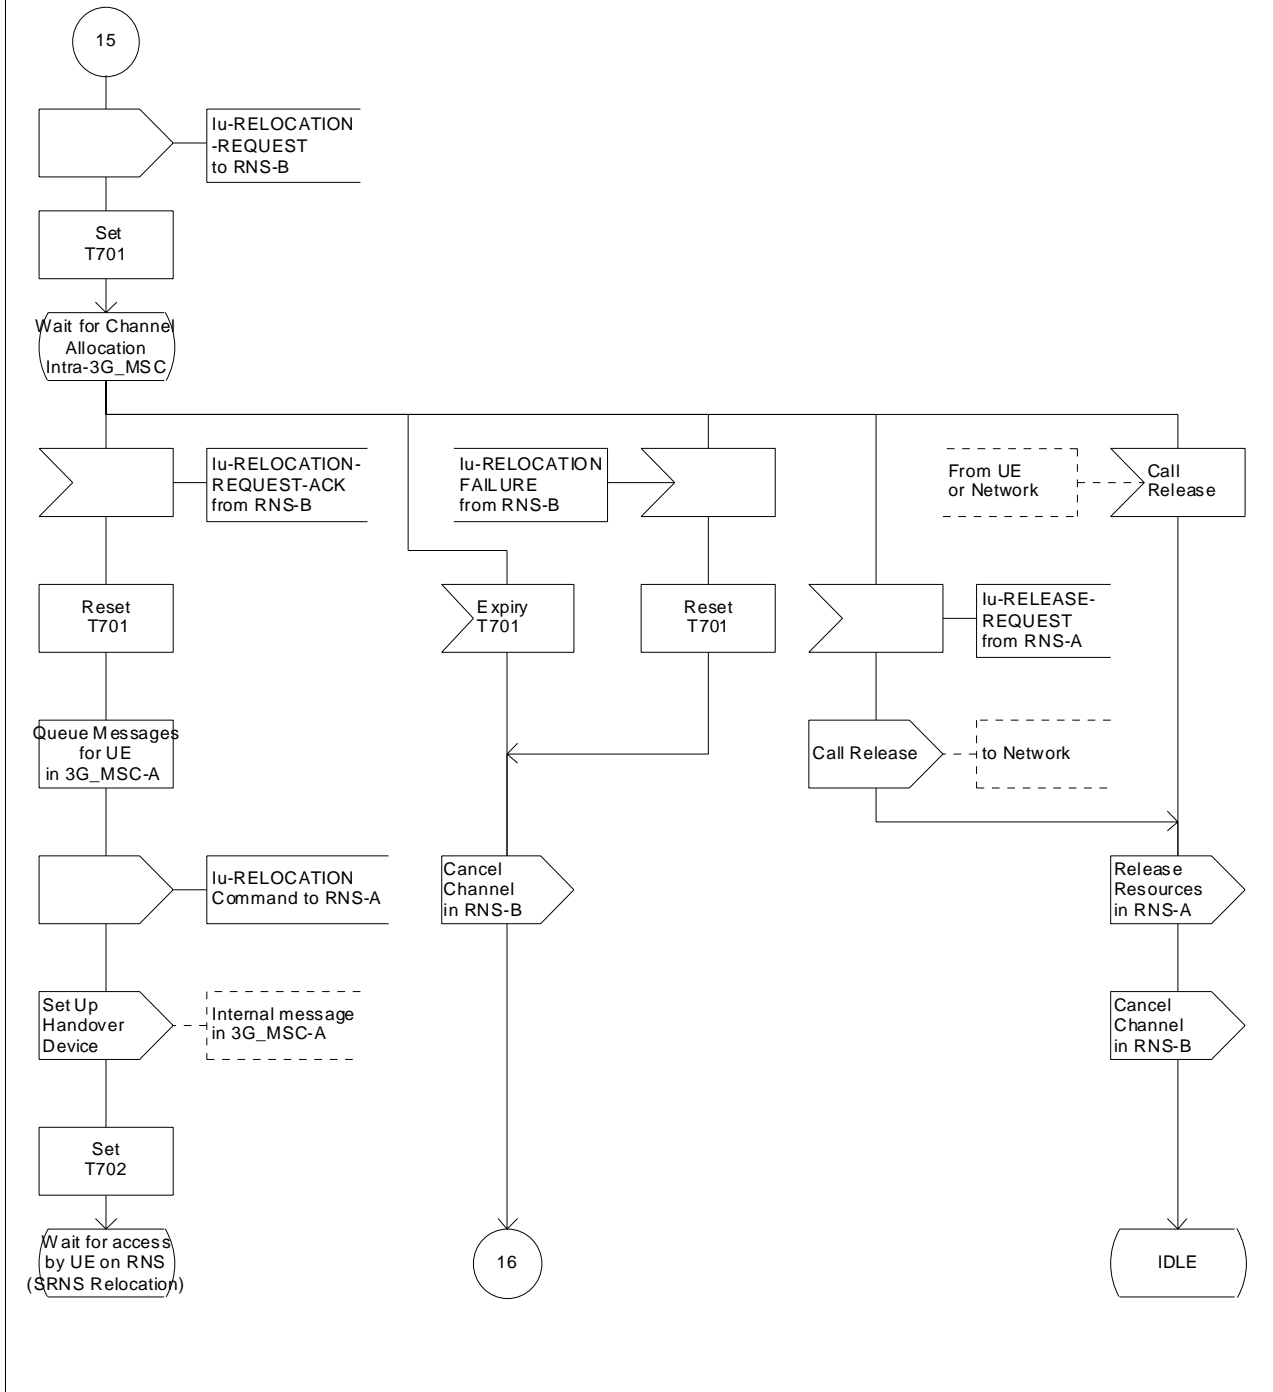 15
Iu-RELOCATION
-REQUEST
to RNS-B
Set
T701
Wait for Channel
Allocation
Intra-3G_MSC
Iu-RELOCATION-
REQUEST-ACK
from RNS-B
Iu-RELOCATION
FAILURE
from RNS-B
From UE
or Network
Call
Release
Reset
T701
Expiry
T701
Reset
T701
Iu-RELEASE-
REQUEST
from RNS-A
Queue Messages
for UE
in 3G_MSC-A
Call Release
to Network
Iu-RELOCATION
Command to RNS-A
Cancel
Channel
in RNS-B
Release
Resources
in RNS-A
Set Up
Handover
Device
Internal message
in 3G_MSC-A
Cancel
Channel
in RNS-B
Set
T702
Wait for access
by UE on RNS
(SRNS Relocation)
16
IDLE